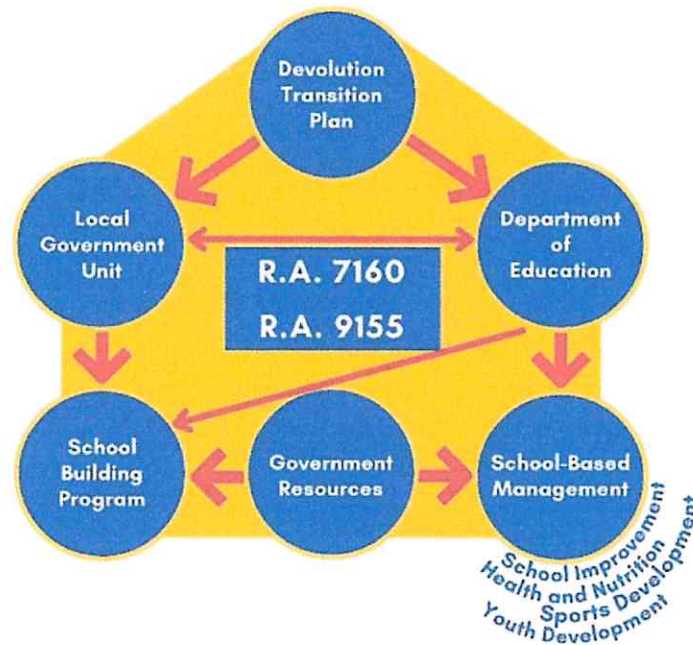 Devolution
Transition
Plan
Local
Government
Unit
Department
of
Education
R.A. 7160
R.A. 9155
School
Building
Program
Government
Resources
School-Based
Management
School Improvement
Health and Nutrition
Sports Development
Youth Development